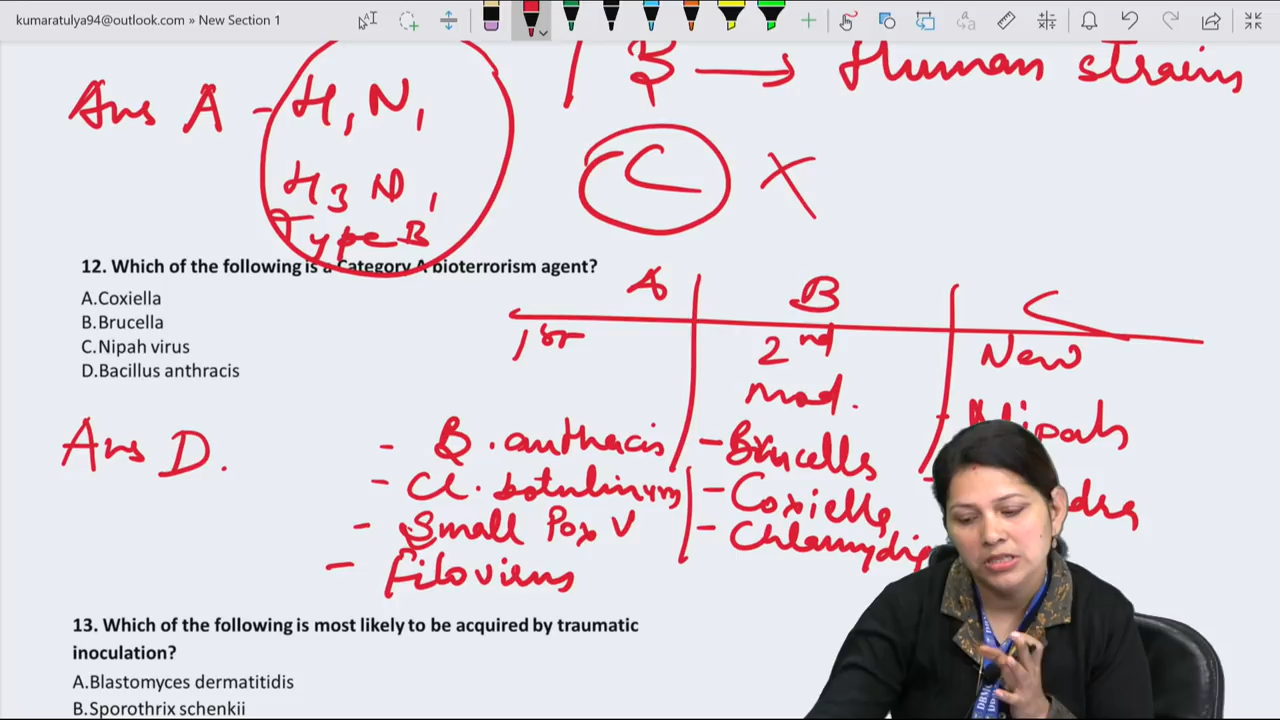 kumaratulya94@outlook.com » New Section 1
B → Human strains
Ans A - H1N1
C X
H3N1
Type B
12. Which of the following is a Category A bioterrorism agent?
A.Coxiella
B.Brucella
C.Nipah virus
D.Bacillus anthracis
A B C
1st 2nd New
mod.
Ans D.
- B. anthracis - Brucella - Nipah
- Cl. botulinum - Coxiella
- Small Pox V - Chlamydia
- Filovirus
13. Which of the following is most likely to be acquired by traumatic
inoculation?
A.Blastomyces dermatitidis
B.Sporothrix schenkii